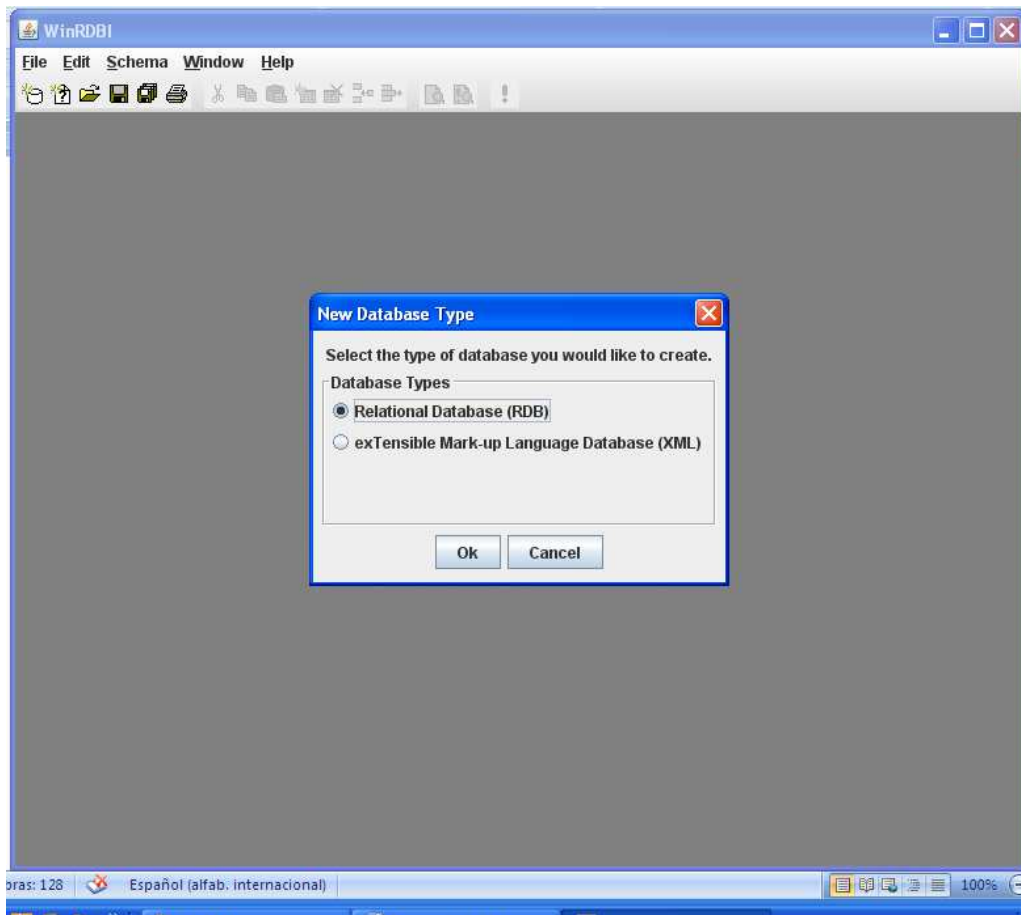 WinRDBI
File Edit Schema Window Help
New Database Type
Select the type of database you would like to create.
Database Types
Relational Database (RDB)
exTensible Mark-up Language Database (XML)
Ok Cancel
128 Español (alfab. internacional) 100%